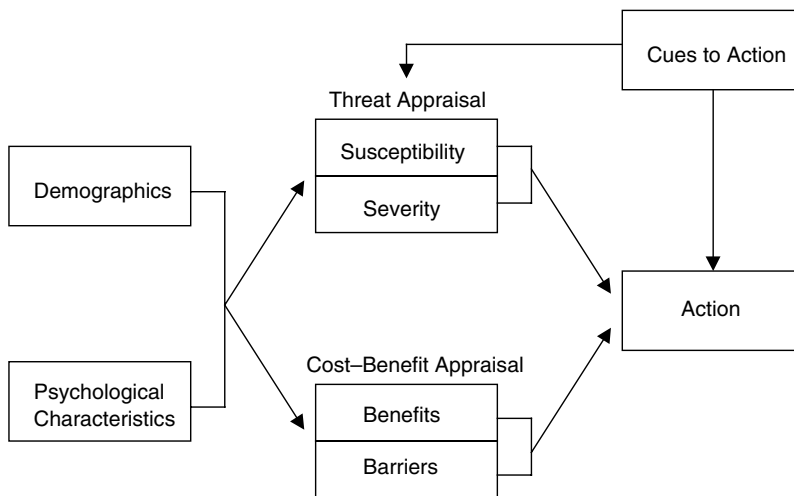 Cues to Action
Threat Appraisal
Susceptibility
Severity
Demographics
Action
Psychological
Characteristics
Cost–Benefit Appraisal
Benefits
Barriers